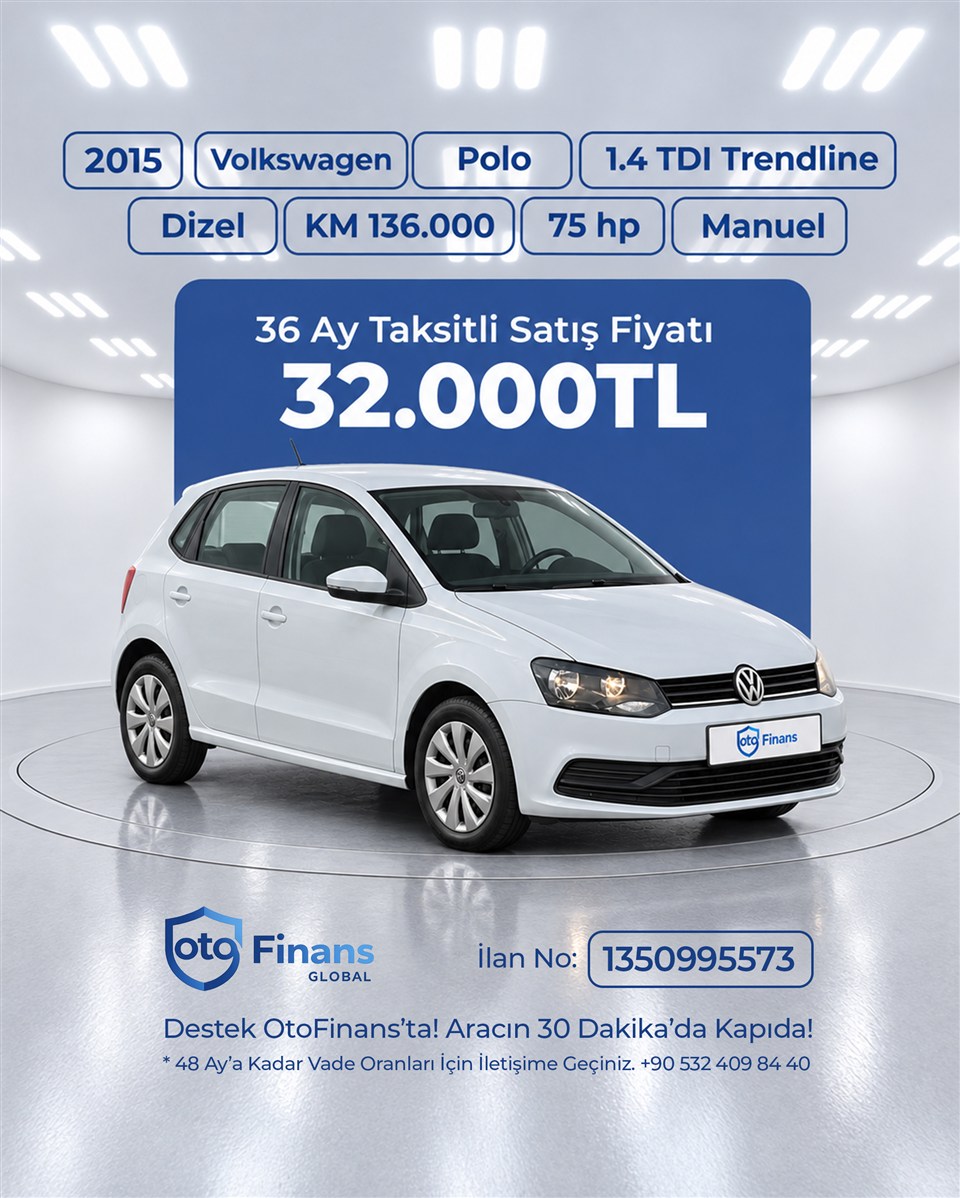 2015 Volkswagen Polo 1.4 TDI Trendline
Dizel KM 136.000 75 hp Manuel
36 Ay Taksitli Satış Fiyatı
32.000TL
oto Finans
oto Finans
GLOBAL
İlan No: 1350995573
Destek OtoFinans'ta! Aracın 30 Dakika'da Kapıda!
* 48 Ay'a Kadar Vade Oranları İçin İletişime Geçiniz. +90 532 409 84 40